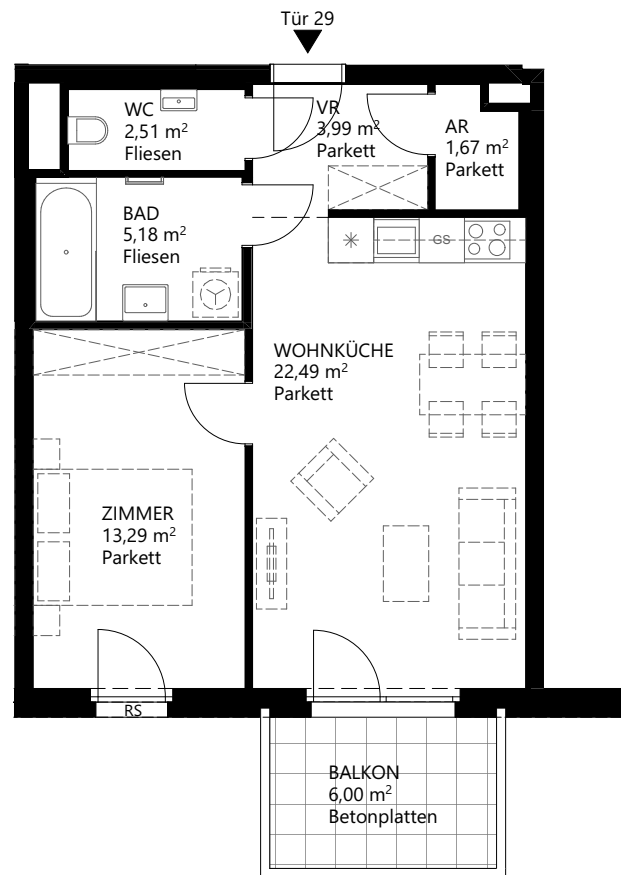 Tür 29
WC
2,51 m²
Fliesen
VR
3,99 m²
Parkett
AR
1,67 m²
Parkett
BAD
5,18 m²
Fliesen
GS
WOHNKÜCHE
22,49 m²
Parkett
ZIMMER
13,29 m²
Parkett
RS
BALKON
6,00 m²
Betonplatten